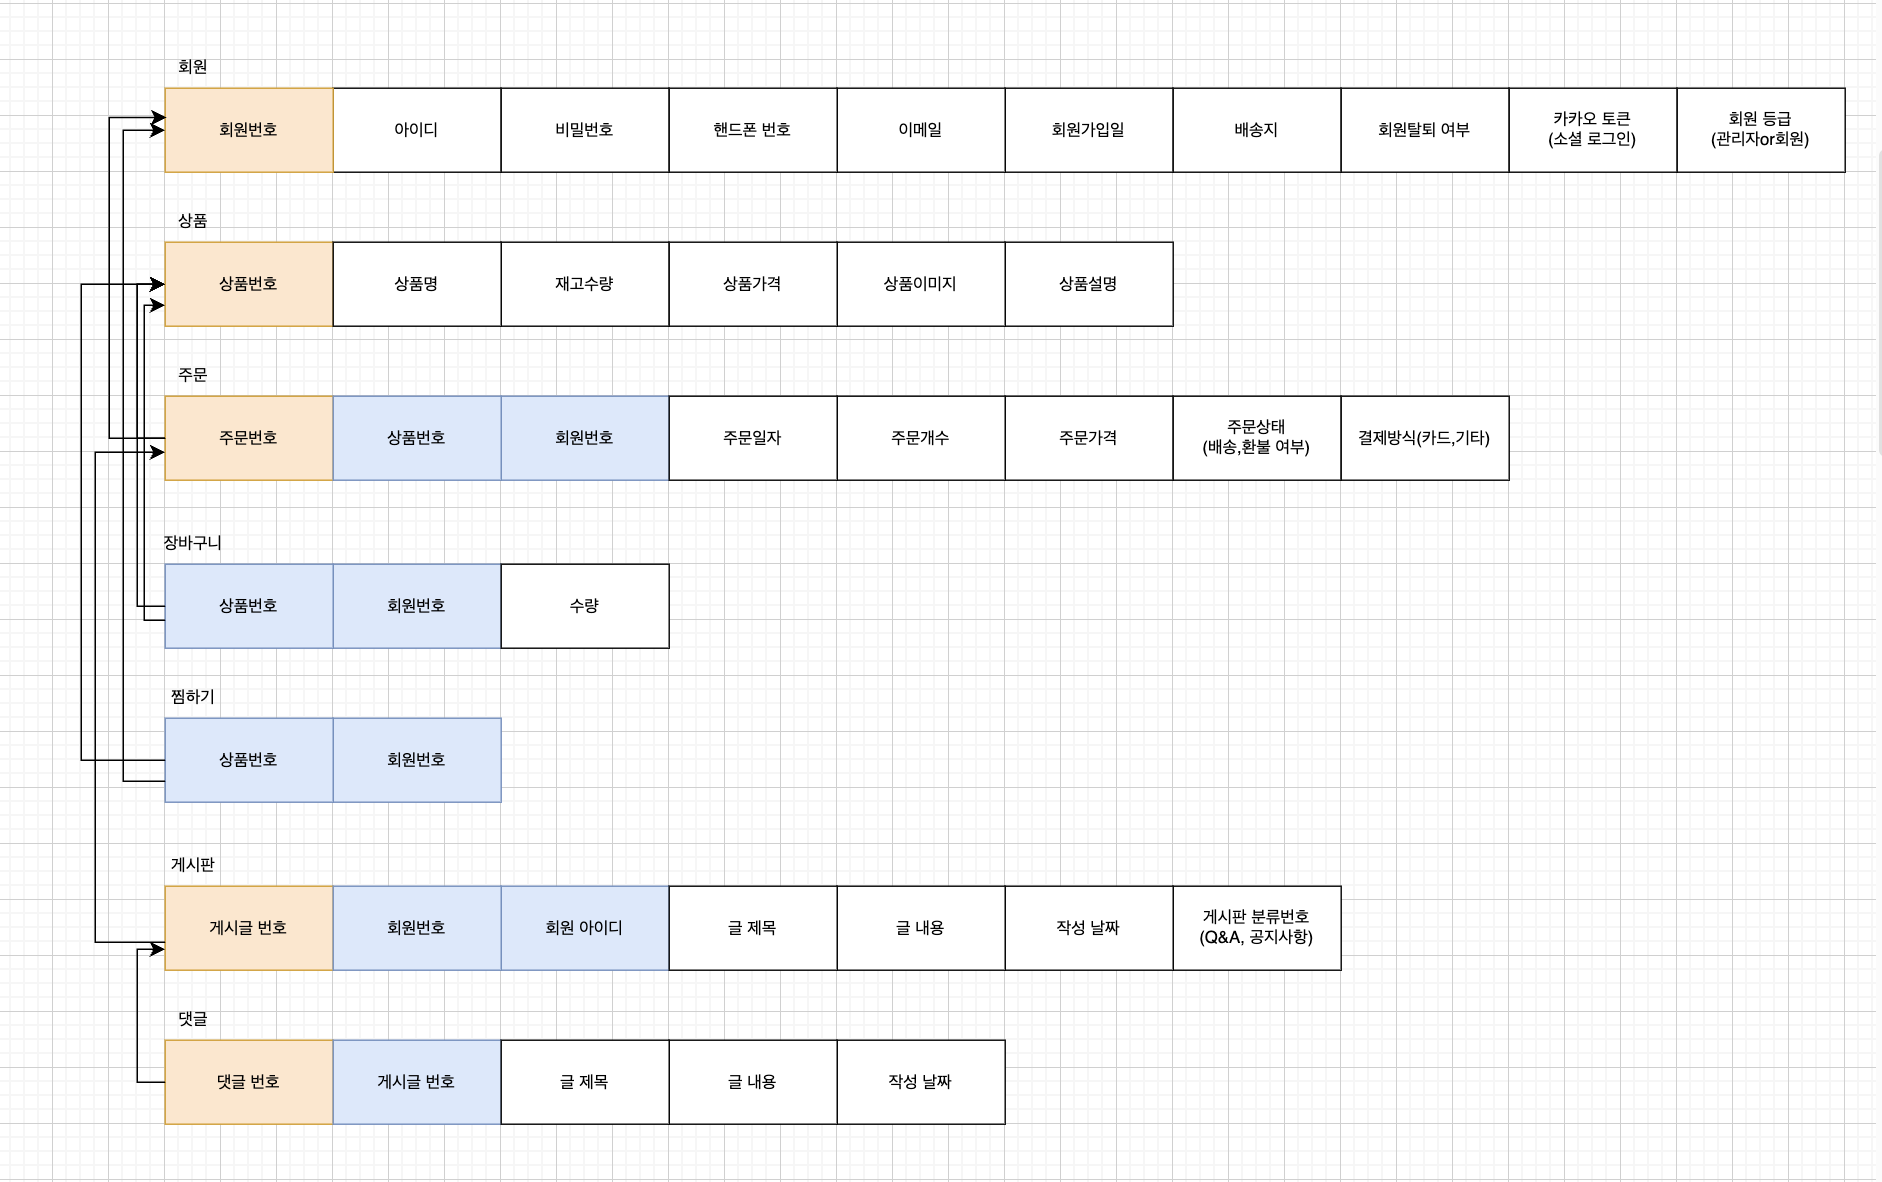 회원
회원번호
아이디
비밀번호
핸드폰 번호
이메일
회원가입일
배송지
회원탈퇴 여부
카카오 토큰
(소셜 로그인)
회원 등급
(관리자or회원)
상품
상품번호
상품명
재고수량
상품가격
상품이미지
상품설명
주문
주문번호
상품번호
회원번호
주문일자
주문개수
주문가격
주문상태
(배송,환불 여부)
결제방식(카드,기타)
장바구니
상품번호
회원번호
수량
찜하기
상품번호
회원번호
게시판
게시글 번호
회원번호
회원 아이디
글 제목
글 내용
작성 날짜
게시판 분류번호
(Q&A, 공지사항)
댓글
댓글 번호
게시글 번호
글 제목
글 내용
작성 날짜